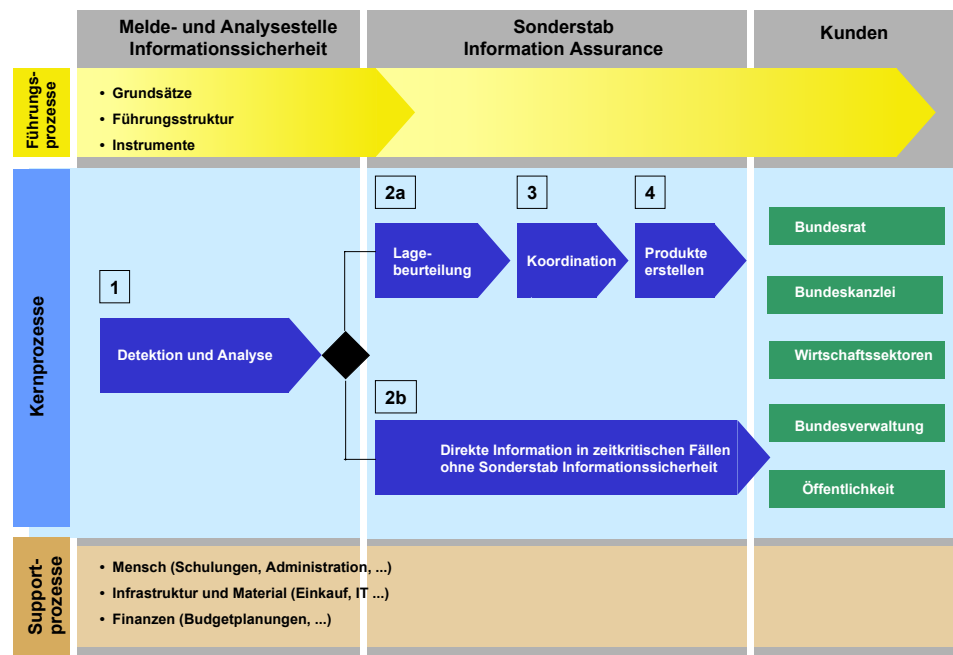 Melde- und Analysestelle
Informationssicherheit
Sonderstab
Information Assurance
Kunden
Führungs-
prozesse
• Grundsätze
• Führungsstruktur
• Instrumente
Kernprozesse
1
Detektion und Analyse
2a
Lage-
beurteilung
3
Koordination
4
Produkte
erstellen
2b
Direkte Information in zeitkritischen Fällen
ohne Sonderstab Informationssicherheit
Bundesrat
Bundeskanzlei
Wirtschaftssektoren
Bundesverwaltung
Öffentlichkeit
Support-
prozesse
• Mensch (Schulungen, Administration, ...)
• Infrastruktur und Material (Einkauf, IT ...)
• Finanzen (Budgetplanungen, ...)